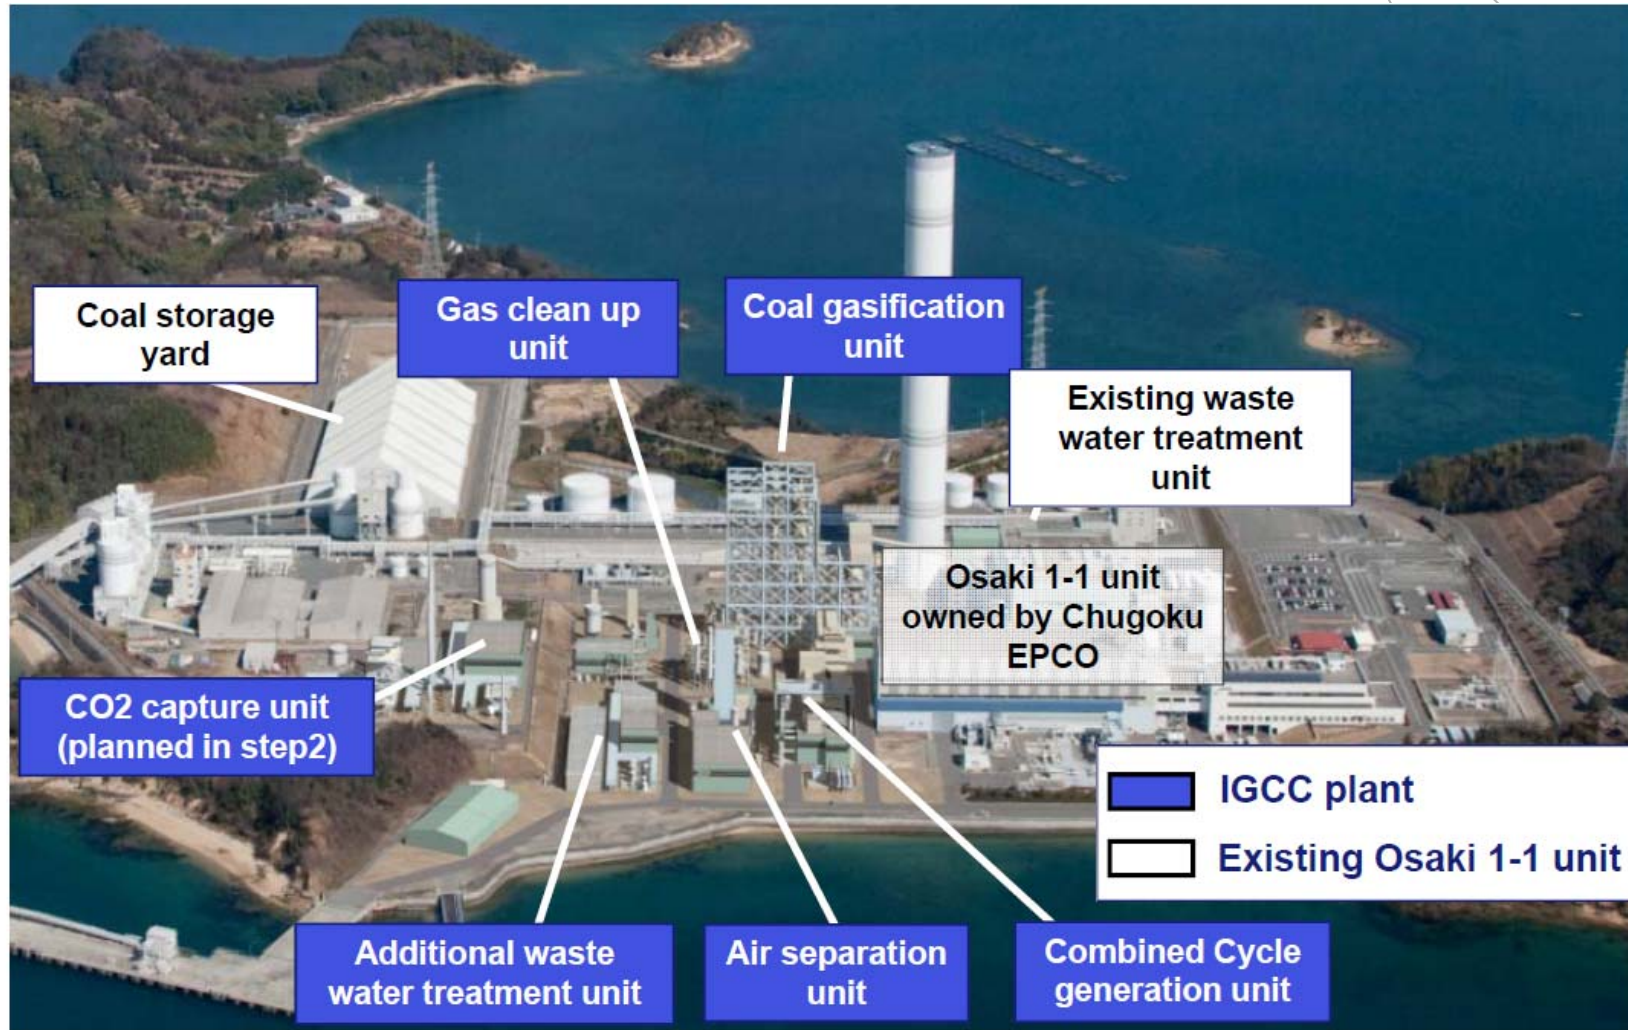 Coal storage
yard
Gas clean up
unit
Coal gasification
unit
Existing waste
water treatment
unit
Osaki 1-1 unit
owned by Chugoku
EPCO
CO2 capture unit
(planned in step2)
IGCC plant
Existing Osaki 1-1 unit
Additional waste
water treatment unit
Air separation
unit
Combined Cycle
generation unit